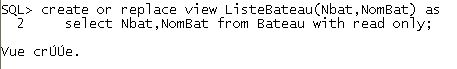 SQL> create or replace view ListeBateau(Nbat,NomBat) as
2 select Nbat,NomBat from Bateau with read only;
Vue crÚÚe.